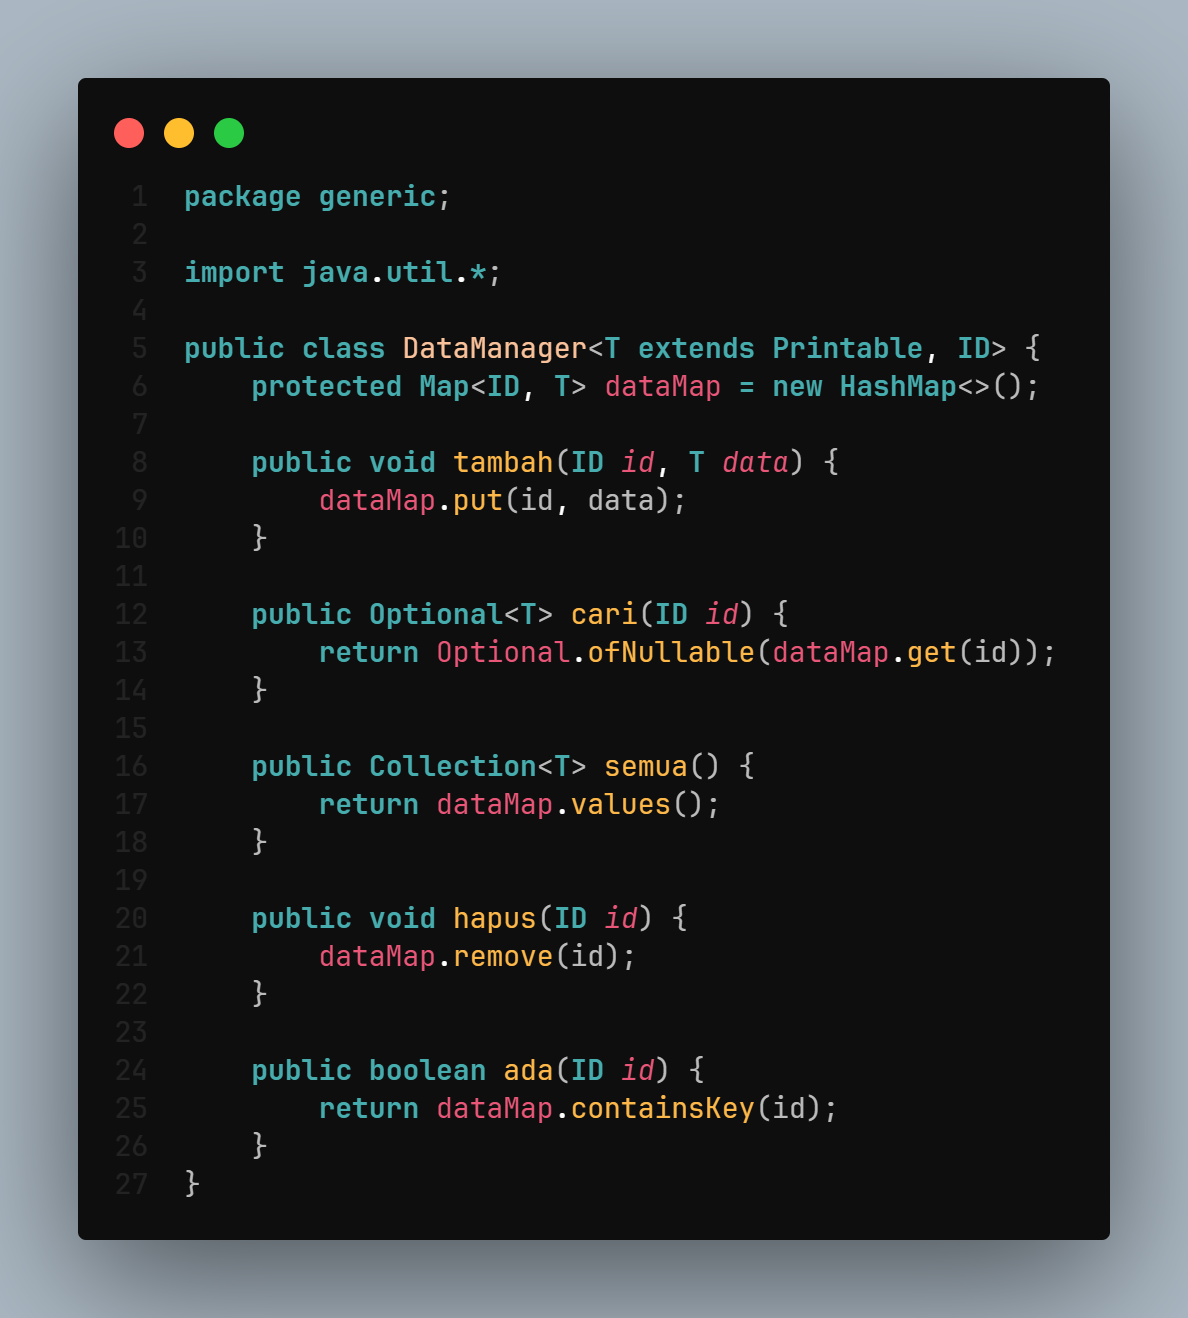 1 package generic;
2
3 import java.util.*;
4
5 public class DataManager<T extends Printable, ID> {
6     protected Map<ID, T> dataMap = new HashMap<>();
7
8     public void tambah(ID id, T data) {
9         dataMap.put(id, data);
10     }
11
12     public Optional<T> cari(ID id) {
13         return Optional.ofNullable(dataMap.get(id));
14     }
15
16     public Collection<T> semua() {
17         return dataMap.values();
18     }
19
20     public void hapus(ID id) {
21         dataMap.remove(id);
22     }
23
24     public boolean ada(ID id) {
25         return dataMap.containsKey(id);
26     }
27 }